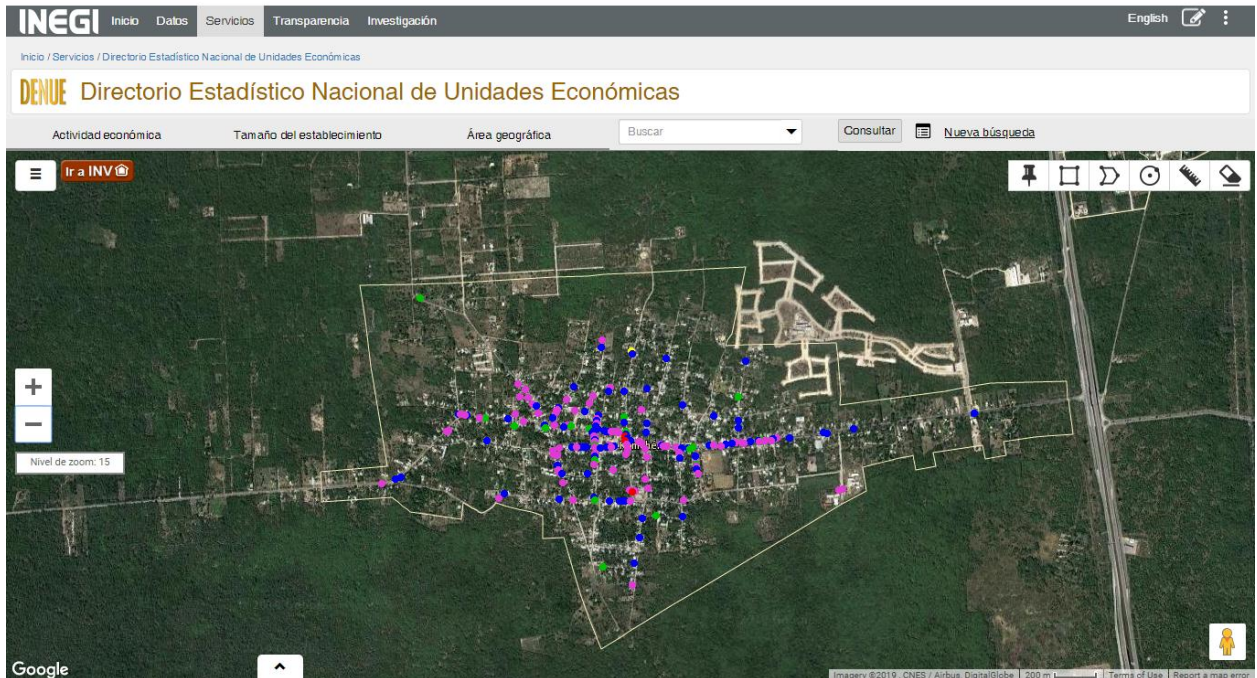 INEGI Inicio Datos Servicios Transparencia Investigación English
Inicio / Servicios / Directorio Estadístico Nacional de Unidades Económicas
DENUE Directorio Estadístico Nacional de Unidades Económicas
Actividad económica Tamaño del establecimiento Área geográfica Buscar Consultar Nueva búsqueda
Ir a INV
+
−
Nivel de zoom: 15
Google
Imagery ©2019 , CNES / Airbus, DigitalGlobe 200 m Terms of Use Report a map error